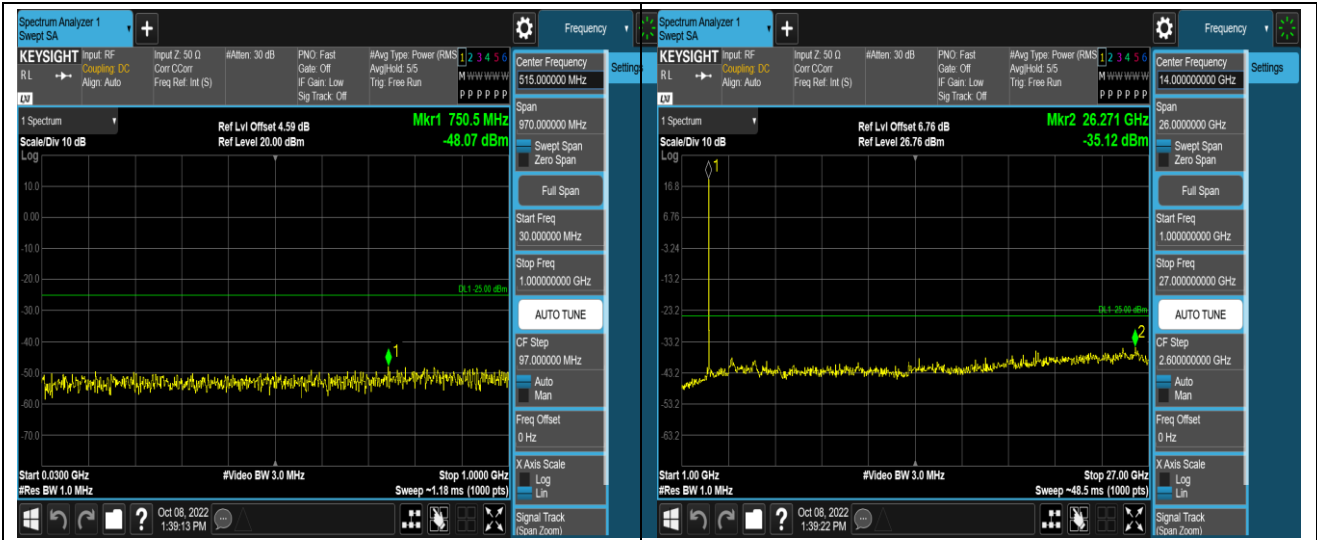 Spectrum Analyzer 1
Swept SA
+
Frequency
KEYSIGHT
Input: RF
Coupling: DC
Align: Auto
Input Z: 50 Ω
Corr CCorr
Freq Ref: Int (S)
#Atten: 30 dB
PNO: Fast
Gate: Off
IF Gain: Low
Sig Track: Off
#Avg Type: Power (RMS
Avg|Hold: 5/5
Trig: Free Run
1 2 3 4 5 6
M W W W W W
P P P P P P
RL
LXI
Center Frequency
515.000000 MHz
Settings
1 Spectrum
Scale/Div 10 dB
Ref Lvl Offset 4.59 dB
Ref Level 20.00 dBm
Mkr1 750.5 MHz
-48.07 dBm
Log
10.0
0.00
-10.0
-20.0
-30.0
-40.0
-50.0
-60.0
-70.0
DL1 -25.00 dBm
1
Span
970.000000 MHz
Swept Span
Zero Span
Full Span
Start Freq
30.000000 MHz
Stop Freq
1.000000000 GHz
AUTO TUNE
CF Step
97.000000 MHz
Auto
Man
Freq Offset
0 Hz
X Axis Scale
Log
Lin
Signal Track
(Span Zoom)
Start 0.0300 GHz
#Res BW 1.0 MHz
#Video BW 3.0 MHz
Stop 1.0000 GHz
Sweep ~1.18 ms (1000 pts)
?
Oct 08, 2022
1:39:13 PM
Spectrum Analyzer 1
Swept SA
+
Frequency
KEYSIGHT
Input: RF
Coupling: DC
Align: Auto
Input Z: 50 Ω
Corr CCorr
Freq Ref: Int (S)
#Atten: 30 dB
PNO: Fast
Gate: Off
IF Gain: Low
Sig Track: Off
#Avg Type: Power (RMS
Avg|Hold: 5/5
Trig: Free Run
1 2 3 4 5 6
M W W W W W
P P P P P P
RL
LXI
Center Frequency
14.000000000 GHz
Settings
1 Spectrum
Scale/Div 10 dB
Ref Lvl Offset 6.76 dB
Ref Level 26.76 dBm
Mkr2 26.271 GHz
-35.12 dBm
Log
16.8
6.76
-3.24
-13.2
-23.2
-33.2
-43.2
-53.2
-63.2
1
DL1 -25.00 dBm
2
Span
26.0000000 GHz
Swept Span
Zero Span
Full Span
Start Freq
1.000000000 GHz
Stop Freq
27.000000000 GHz
AUTO TUNE
CF Step
2.600000000 GHz
Auto
Man
Freq Offset
0 Hz
X Axis Scale
Log
Lin
Signal Track
(Span Zoom)
Start 1.00 GHz
#Res BW 1.0 MHz
#Video BW 3.0 MHz
Stop 27.00 GHz
Sweep ~48.5 ms (1000 pts)
?
Oct 08, 2022
1:39:22 PM